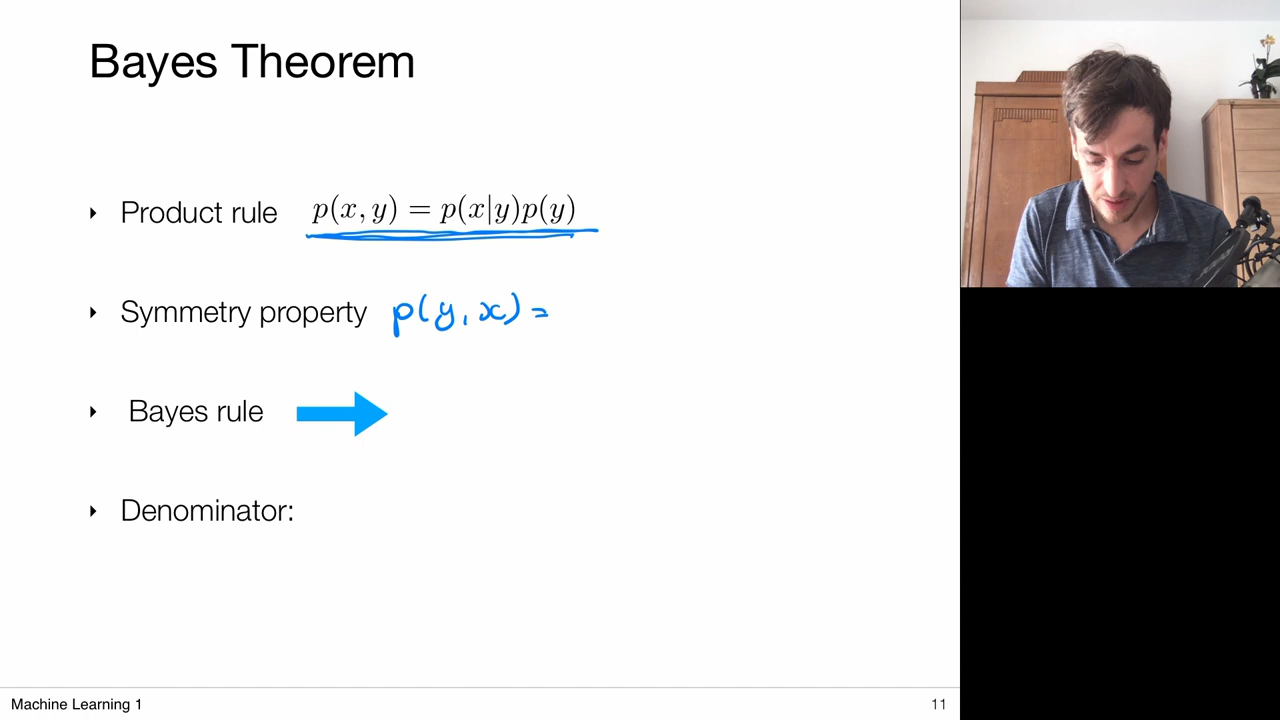 Bayes Theorem
‣ Product rule p(x, y) = p(x|y)p(y)
‣ Symmetry property p(y, x) =
‣ Bayes rule
‣ Denominator:
Machine Learning 1 11